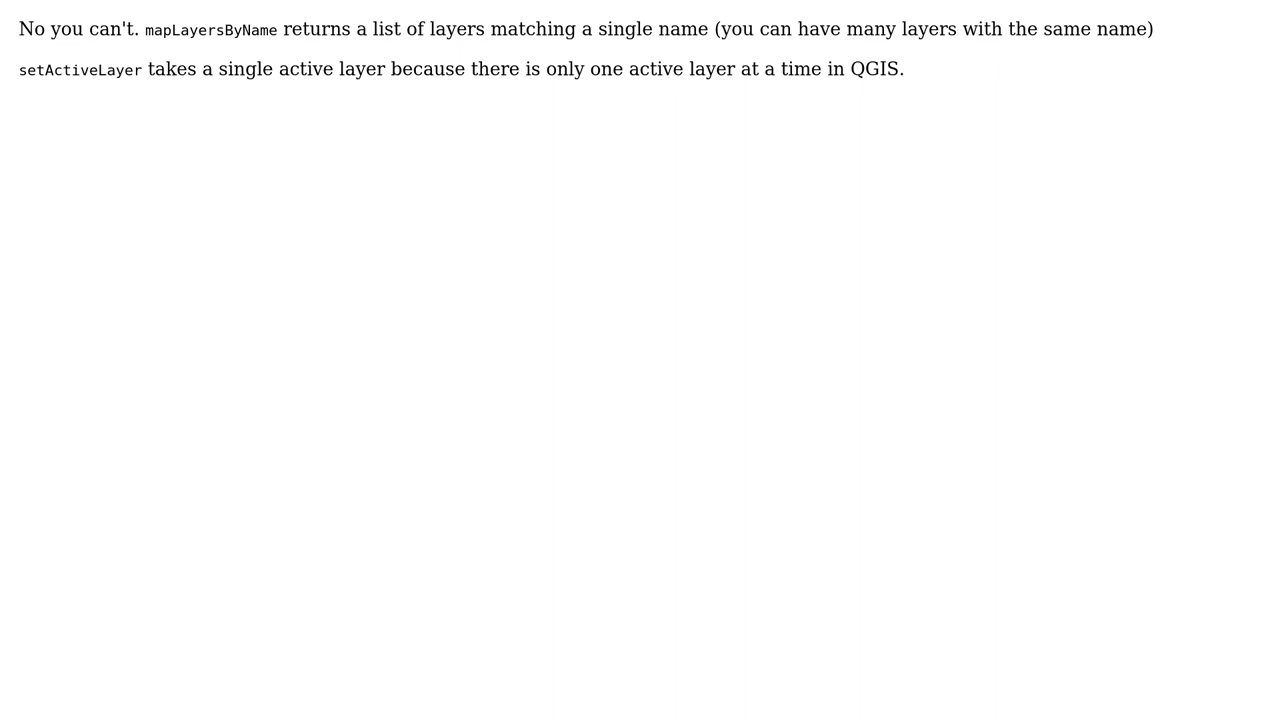 No you can't. mapLayersByName returns a list of layers matching a single name (you can have many layers with the same name)
setActiveLayer takes a single active layer because there is only one active layer at a time in QGIS.